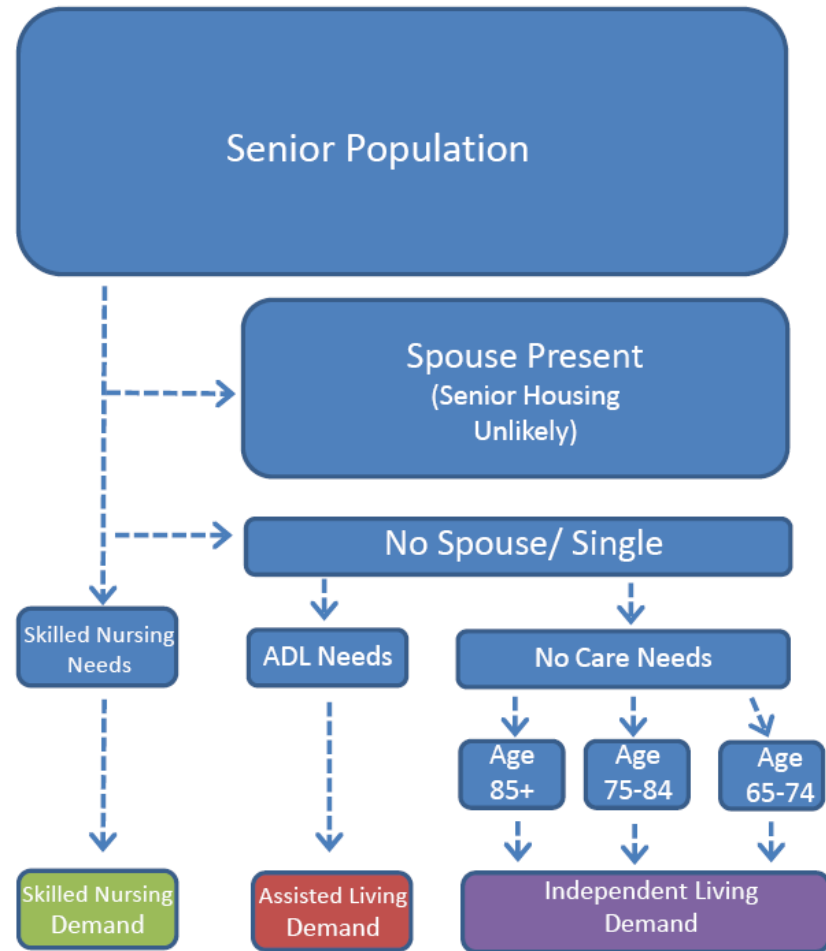 Senior Population
Spouse Present
(Senior Housing
Unlikely)
No Spouse/ Single
Skilled Nursing
Needs
ADL Needs
No Care Needs
Age
85+
Age
75-84
Age
65-74
Skilled Nursing
Demand
Assisted Living
Demand
Independent Living
Demand